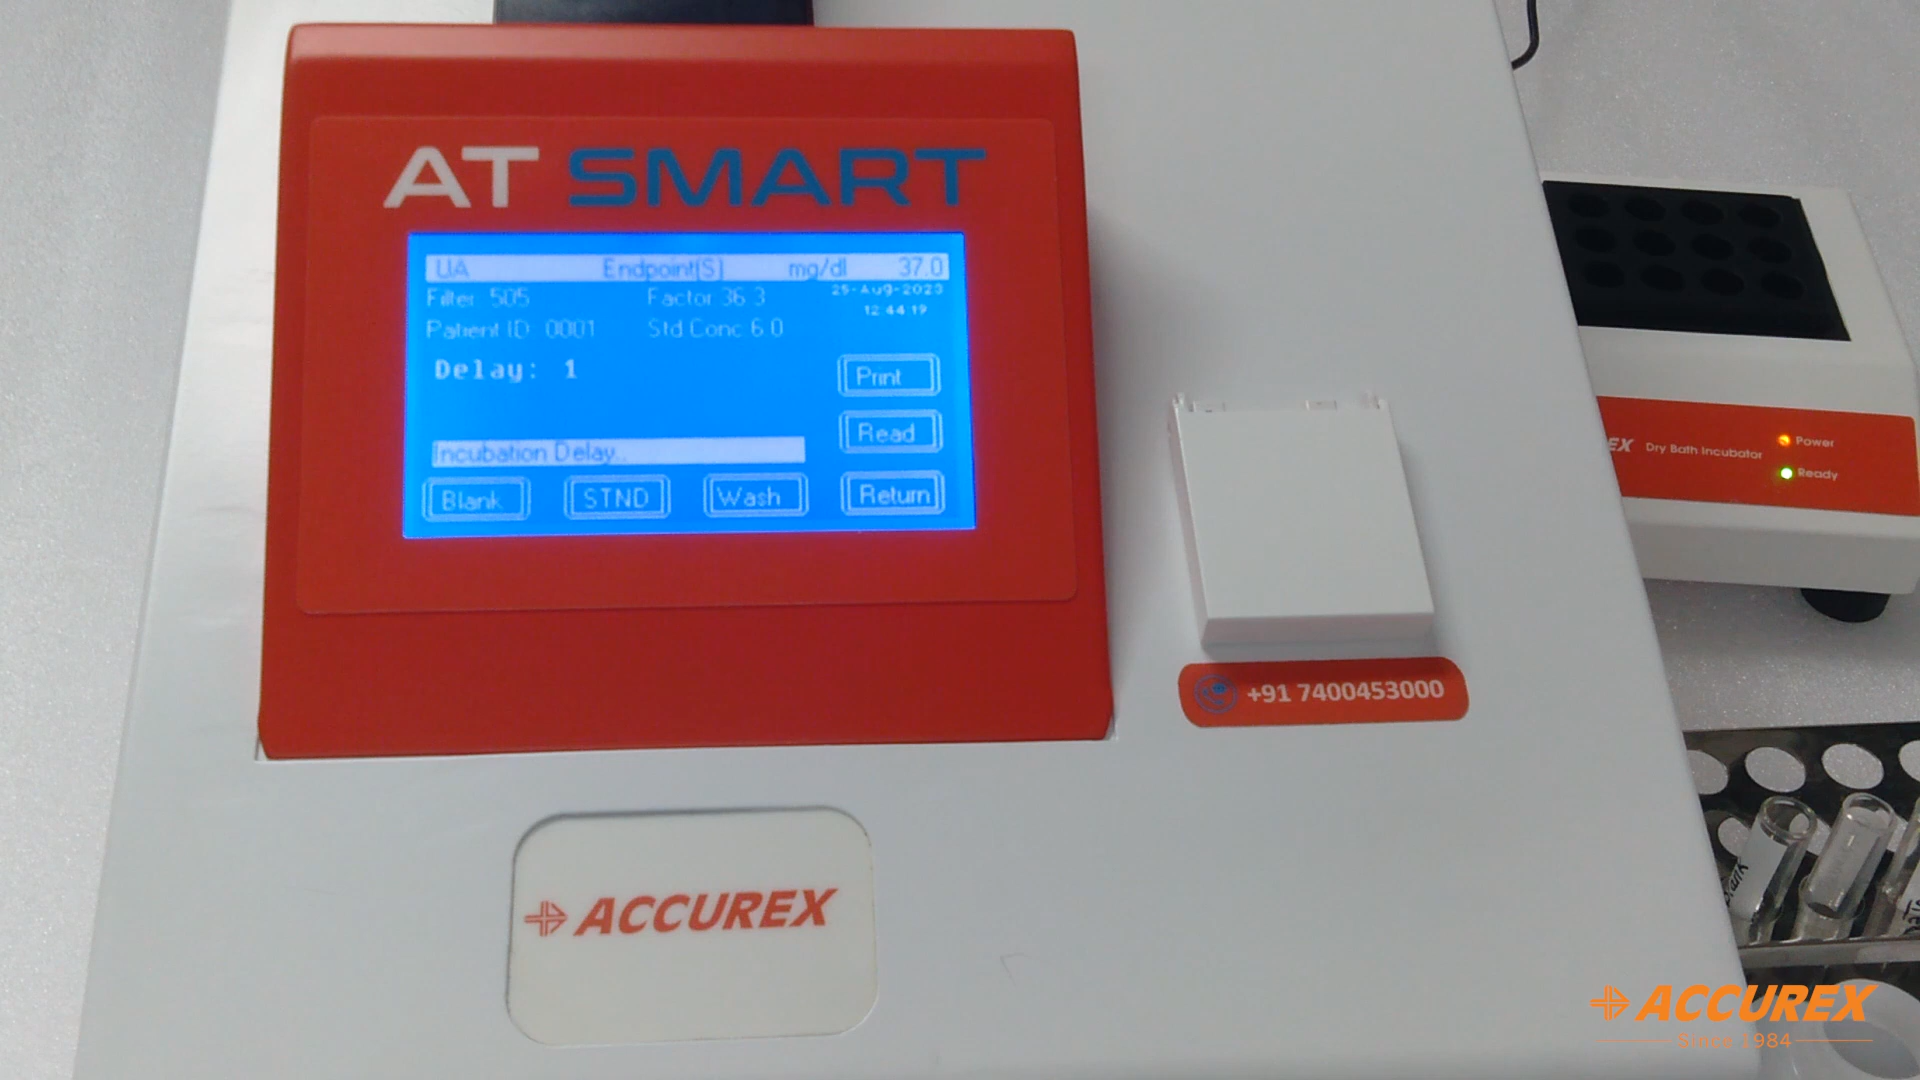 AT SMART
UA Endpoint(S) mg/dl 37.0
Filter 505 Factor 36.3 25-Aug-2023
12:44:19
Patient ID 0001 Std.Conc 6.0
Delay: 1
Print
Read
Incubation Delay..
Blank STND Wash Return
EX Dry Bath Incubator
Power
Ready
+91 7400453000
ACCUREX
ACCUREX
Since 1984